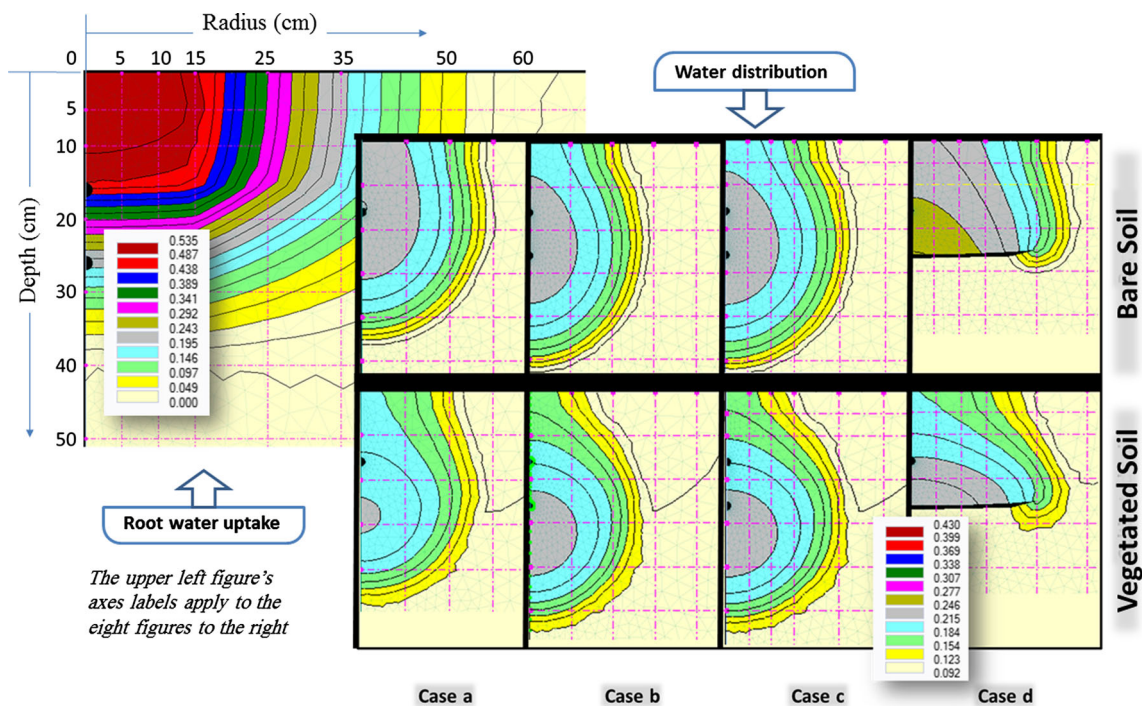 Radius (cm)
0 5 10 15 25 35 50 60
Depth (cm)
5
10
20
30
40
50
0.535
0.487
0.438
0.389
0.341
0.292
0.243
0.195
0.146
0.097
0.049
0.000
Water distribution
Bare Soil
Vegetated Soil
Root water uptake
The upper left figure's
axes labels apply to the
eight figures to the right
0.430
0.399
0.369
0.338
0.307
0.277
0.246
0.215
0.184
0.154
0.123
0.092
Case a
Case b
Case c
Case d